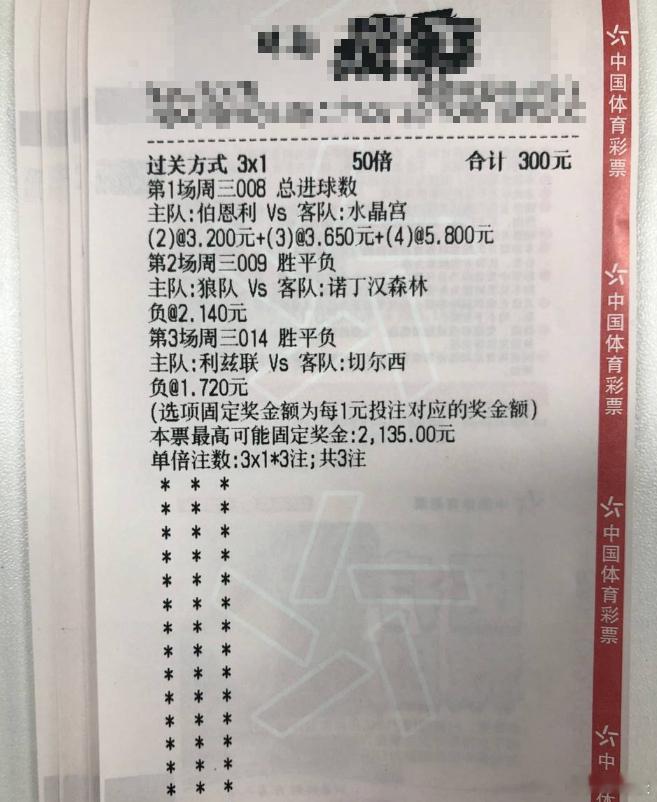 过关方式 3x1 50倍 合计 300元
第1场周三008 总进球数
主队:伯恩利 Vs 客队:水晶宫
(2)@3.200元+(3)@3.650元+(4)@5.800元
第2场周三009 胜平负
主队:狼队 Vs 客队:诺丁汉森林
负@2.140元
第3场周三014 胜平负
主队:利兹联 Vs 客队:切尔西
负@1.720元
(选项固定奖金额为每1元投注对应的奖金额)
本票最高可能固定奖金:2,135.00元
单倍注数:3x1*3注;共3注
* * *
* * *
* * *
* * *
* * *
* * *
* * *
* * *
* * *
* * *
* * *
* * *
* * *
* * *
中国体育彩票
中国体育彩票
中国体育彩票
中体